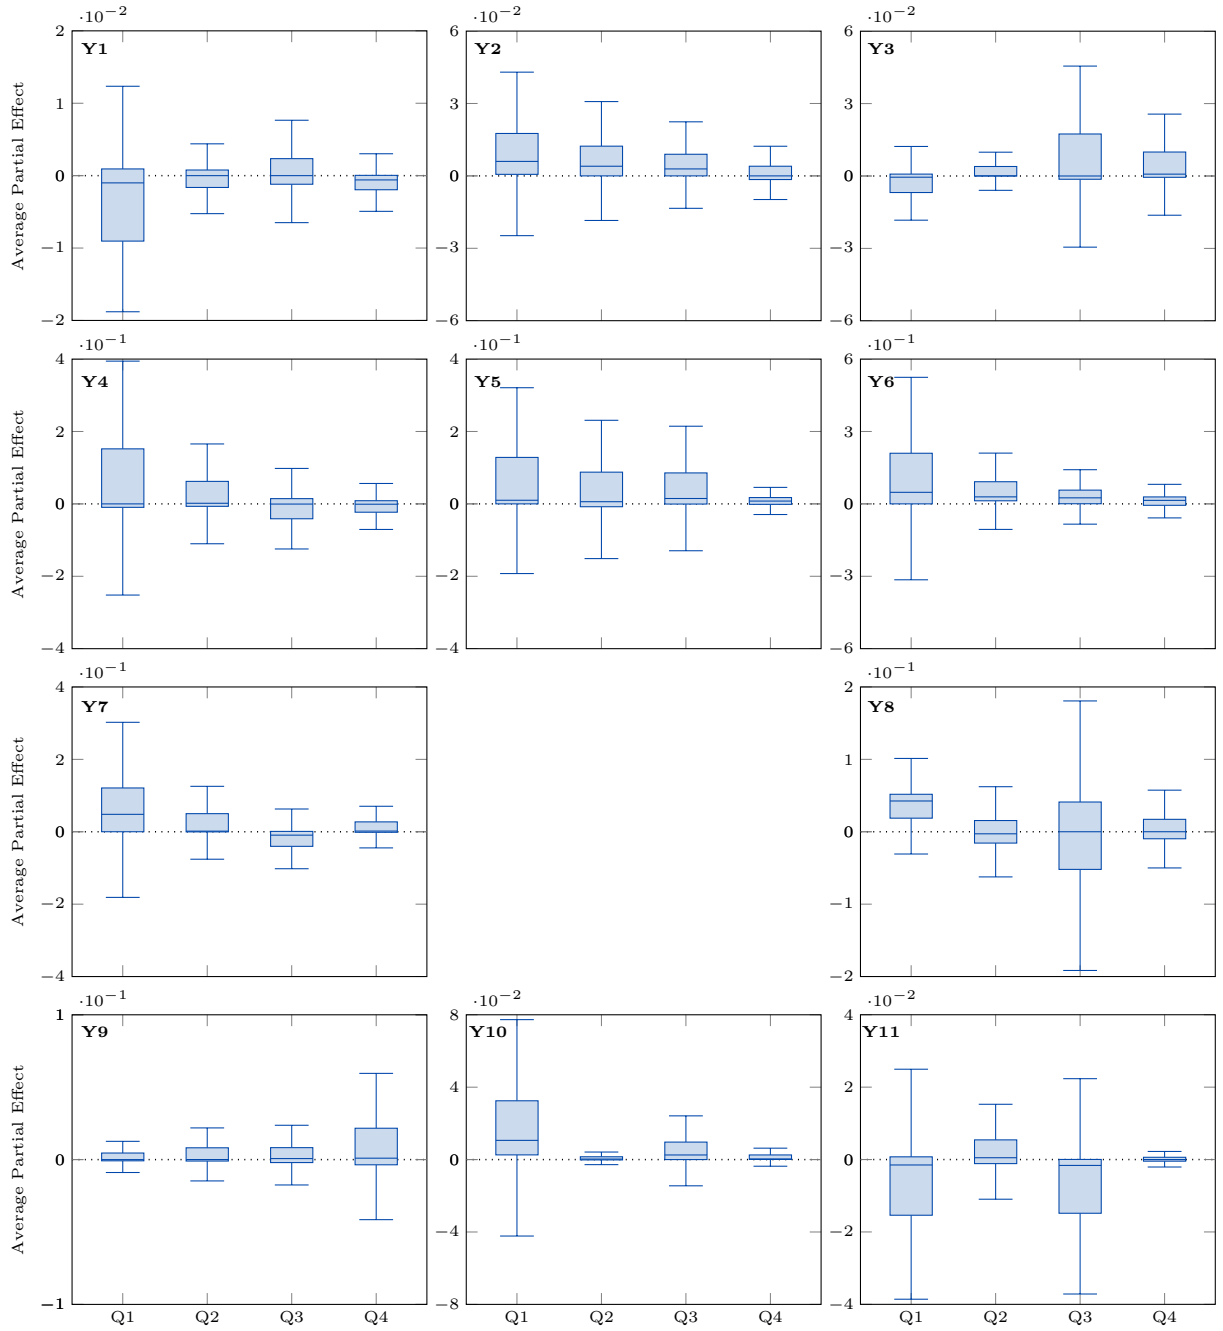 ·10⁻² ·10⁻² ·10⁻²
2 6 6
Y1 Y2 Y3
1 3 3
0 0 0
−1 −3 −3
−2 −6 −6
Average Partial Effect
·10⁻¹ ·10⁻¹ ·10⁻¹
4 4 6
Y4 Y5 Y6
2 2 3
0 0 0
−2 −2 −3
−4 −4 −6
Average Partial Effect
·10⁻¹ ·10⁻¹
4 2
Y7 Y8
2 1
0 0
−2 −1
−4 −2
Average Partial Effect
·10⁻¹ ·10⁻² ·10⁻²
1 8 4
Y9 Y10 Y11
4 2
0 0 0
−4 −2
−1 −8 −4
Average Partial Effect
Q1 Q2 Q3 Q4 Q1 Q2 Q3 Q4 Q1 Q2 Q3 Q4